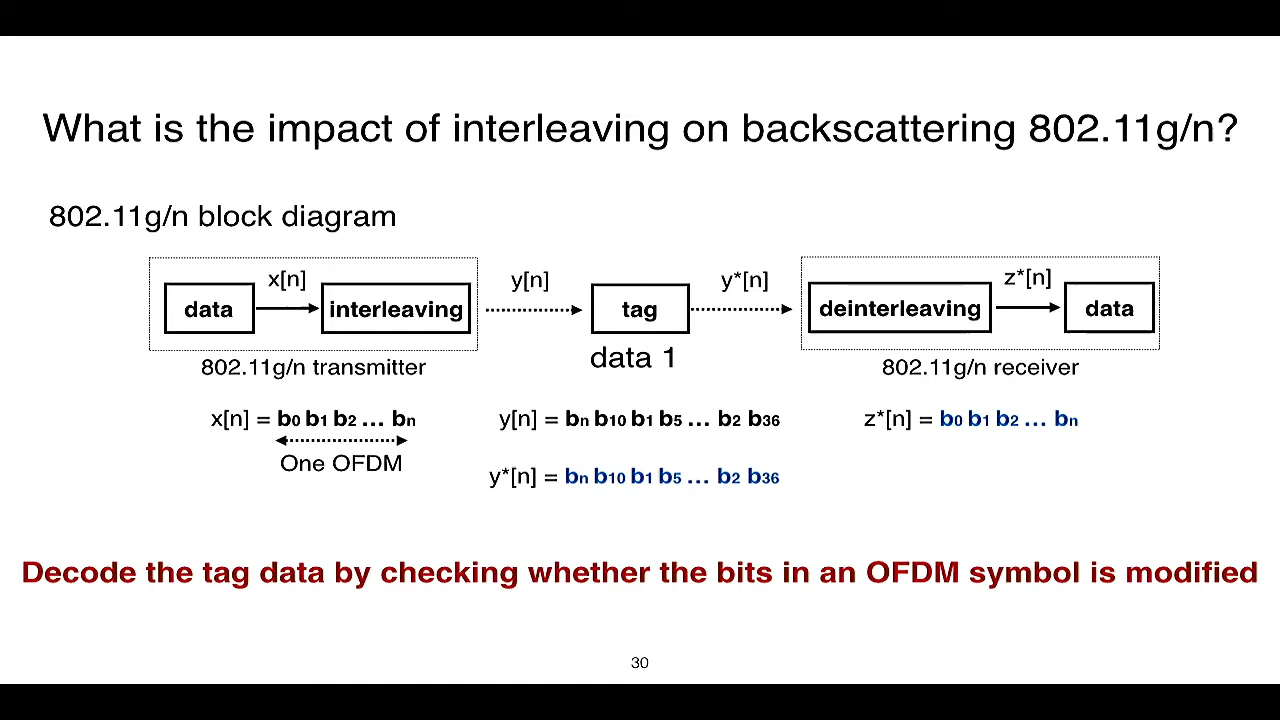 What is the impact of interleaving on backscattering 802.11g/n?
802.11g/n block diagram
data
x[n]
interleaving
y[n]
tag
y*[n]
deinterleaving
z*[n]
data
802.11g/n transmitter
data 1
802.11g/n receiver
x[n] = b0 b1 b2 … bn
One OFDM
y[n] = bn b10 b1 b5 … b2 b36
z*[n] = b0 b1 b2 … bn
y*[n] = bn b10 b1 b5 … b2 b36
Decode the tag data by checking whether the bits in an OFDM symbol is modified
30